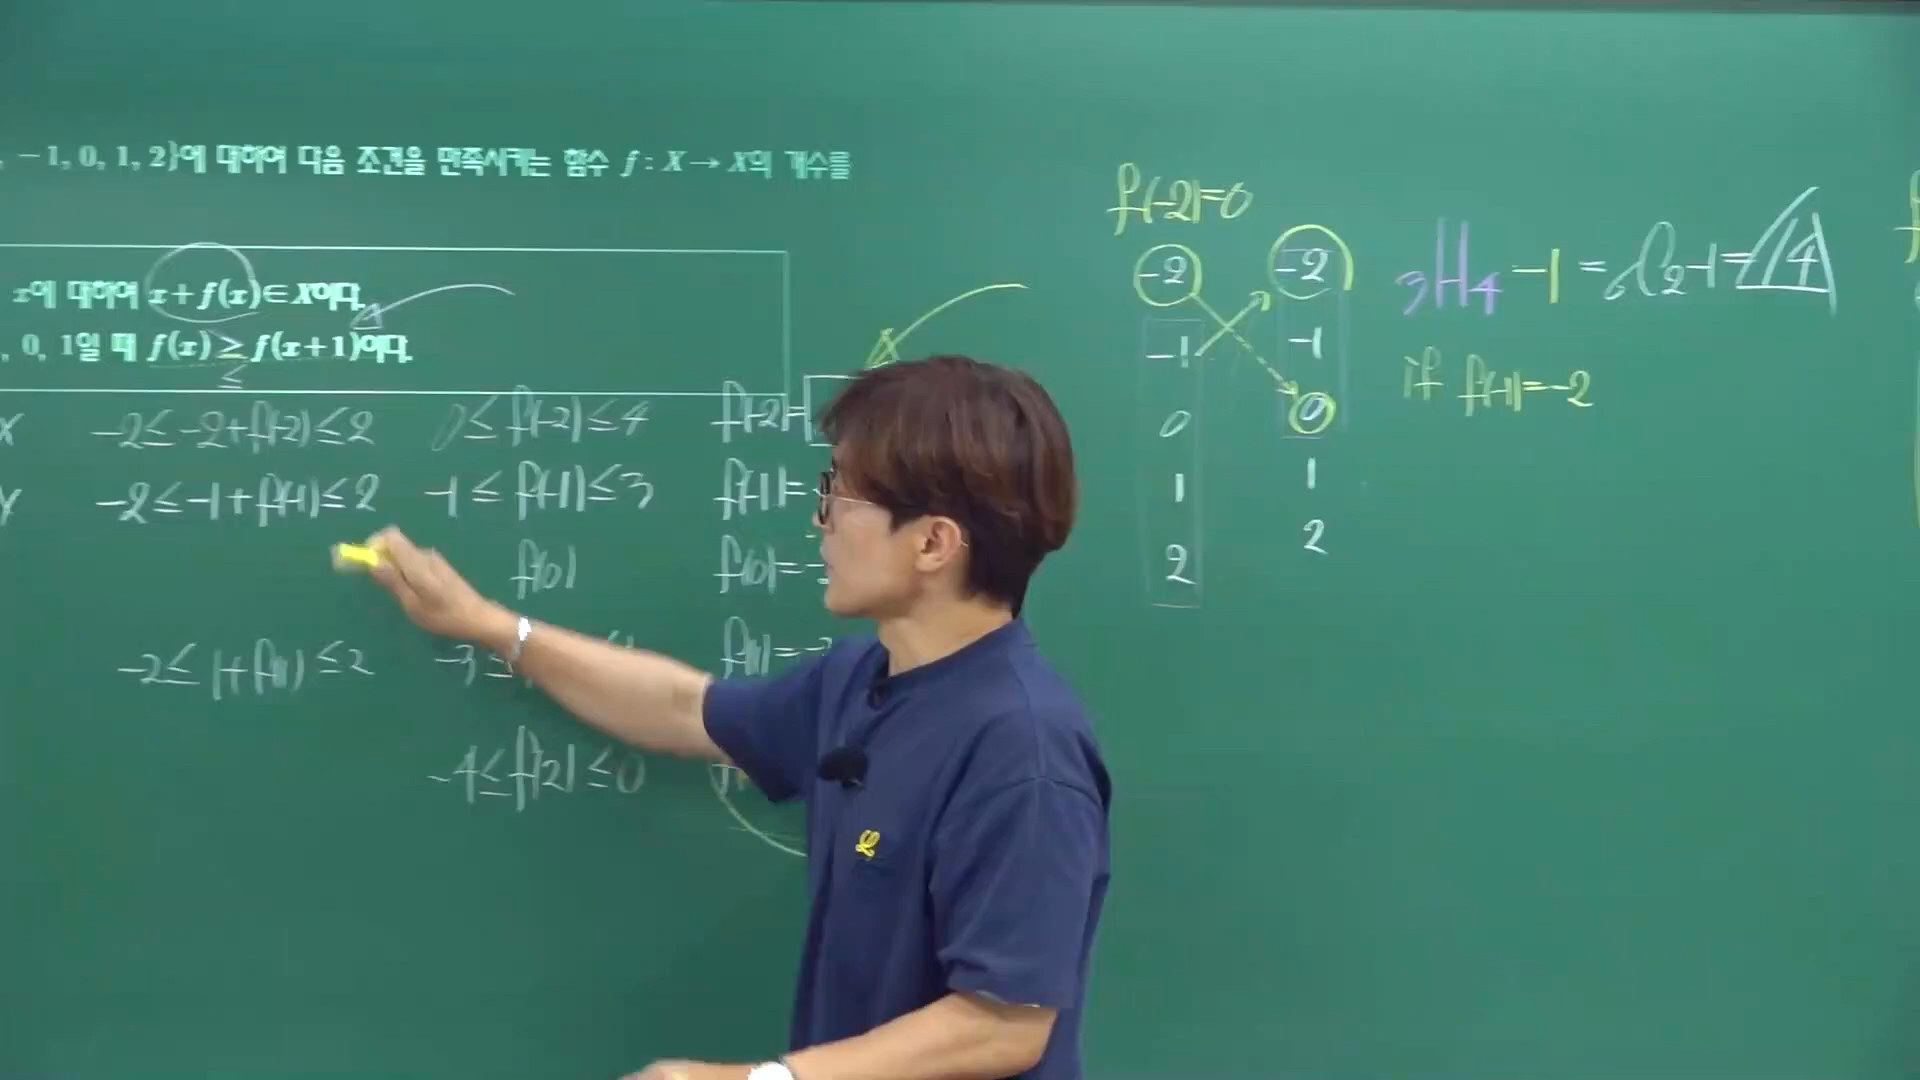 , −1, 0, 1, 2}에 대하여 다음 조건을 만족시키는 함수 f : X → X의 개수를
x에 대하여 x+f(x)∈X이다.
, 0, 1일 때 f(x) ≥ f(x+1)이다.
≤
X -2≤-2+f(-2)≤2 0≤f(-2)≤4 f(-2)=
-2≤-1+f(-1)≤2 -1≤f(-1)≤3 f(-1)=
f(0) f(0)=-
-2≤1+f(1)≤2 -3≤ f(1)=-2
-4≤f(2)≤0
f(-2)=0
-2 -2
-1 -1
0 0
1 1
2 2
3H4-1=6C2-1=14
if f(-1)=-2